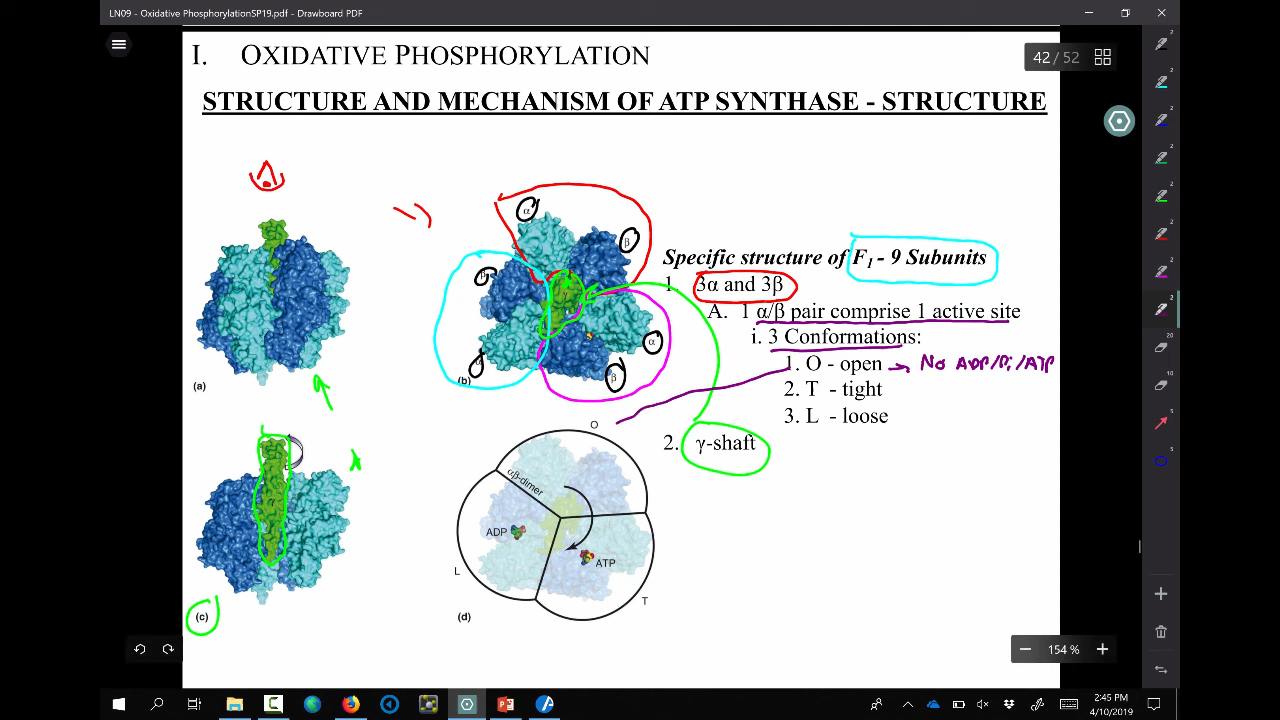 LN09 - Oxidative PhosphorylationSP19.pdf - Drawboard PDF
42 / 52
I. OXIDATIVE PHOSPHORYLATION
STRUCTURE AND MECHANISM OF ATP SYNTHASE - STRUCTURE
α
β
β
α
α
β
(a)
(b)
Specific structure of F1 - 9 Subunits
1. 3α and 3β
A. 1 α/β pair comprise 1 active site
i. 3 Conformations:
1. O - open → No ADP/Pi/ATP
2. T - tight
3. L - loose
2. γ-shaft
O
αβ-dimer
ADP
ATP
L
T
(c)
(d)
154 %
2:45 PM
4/10/2019